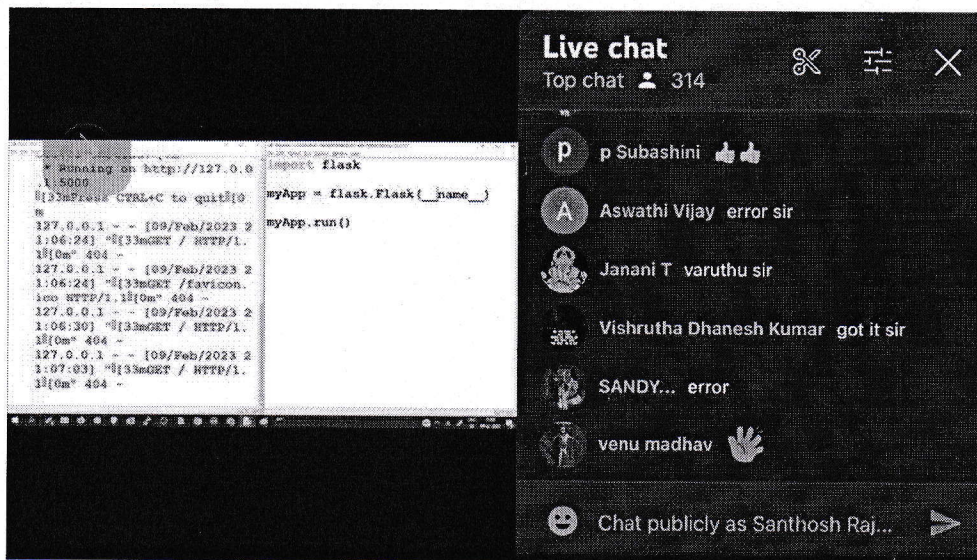 * Running on http://127.0.0
.1:5000
[33mPress CTRL+C to quit[0
m
127.0.0.1 - - [09/Feb/2023 2
1:06:24] "[33mGET / HTTP/1.
1[0m" 404 -
127.0.0.1 - - [09/Feb/2023 2
1:06:24] "[33mGET /favicon.
ico HTTP/1.1[0m" 404 -
127.0.0.1 - - [09/Feb/2023 2
1:06:30] "[33mGET / HTTP/1.
1[0m" 404 -
127.0.0.1 - - [09/Feb/2023 2
1:07:03] "[33mGET / HTTP/1.
1[0m" 404 -
import flask
myApp = flask.Flask(__name__)
myApp.run()
Live chat
Top chat 314
P p Subashini 👍👍
A Aswathi Vijay error sir
Janani T varuthu sir
Vishrutha Dhanesh Kumar got it sir
SANDY... error
venu madhav 👋
Chat publicly as Santhosh Raj...